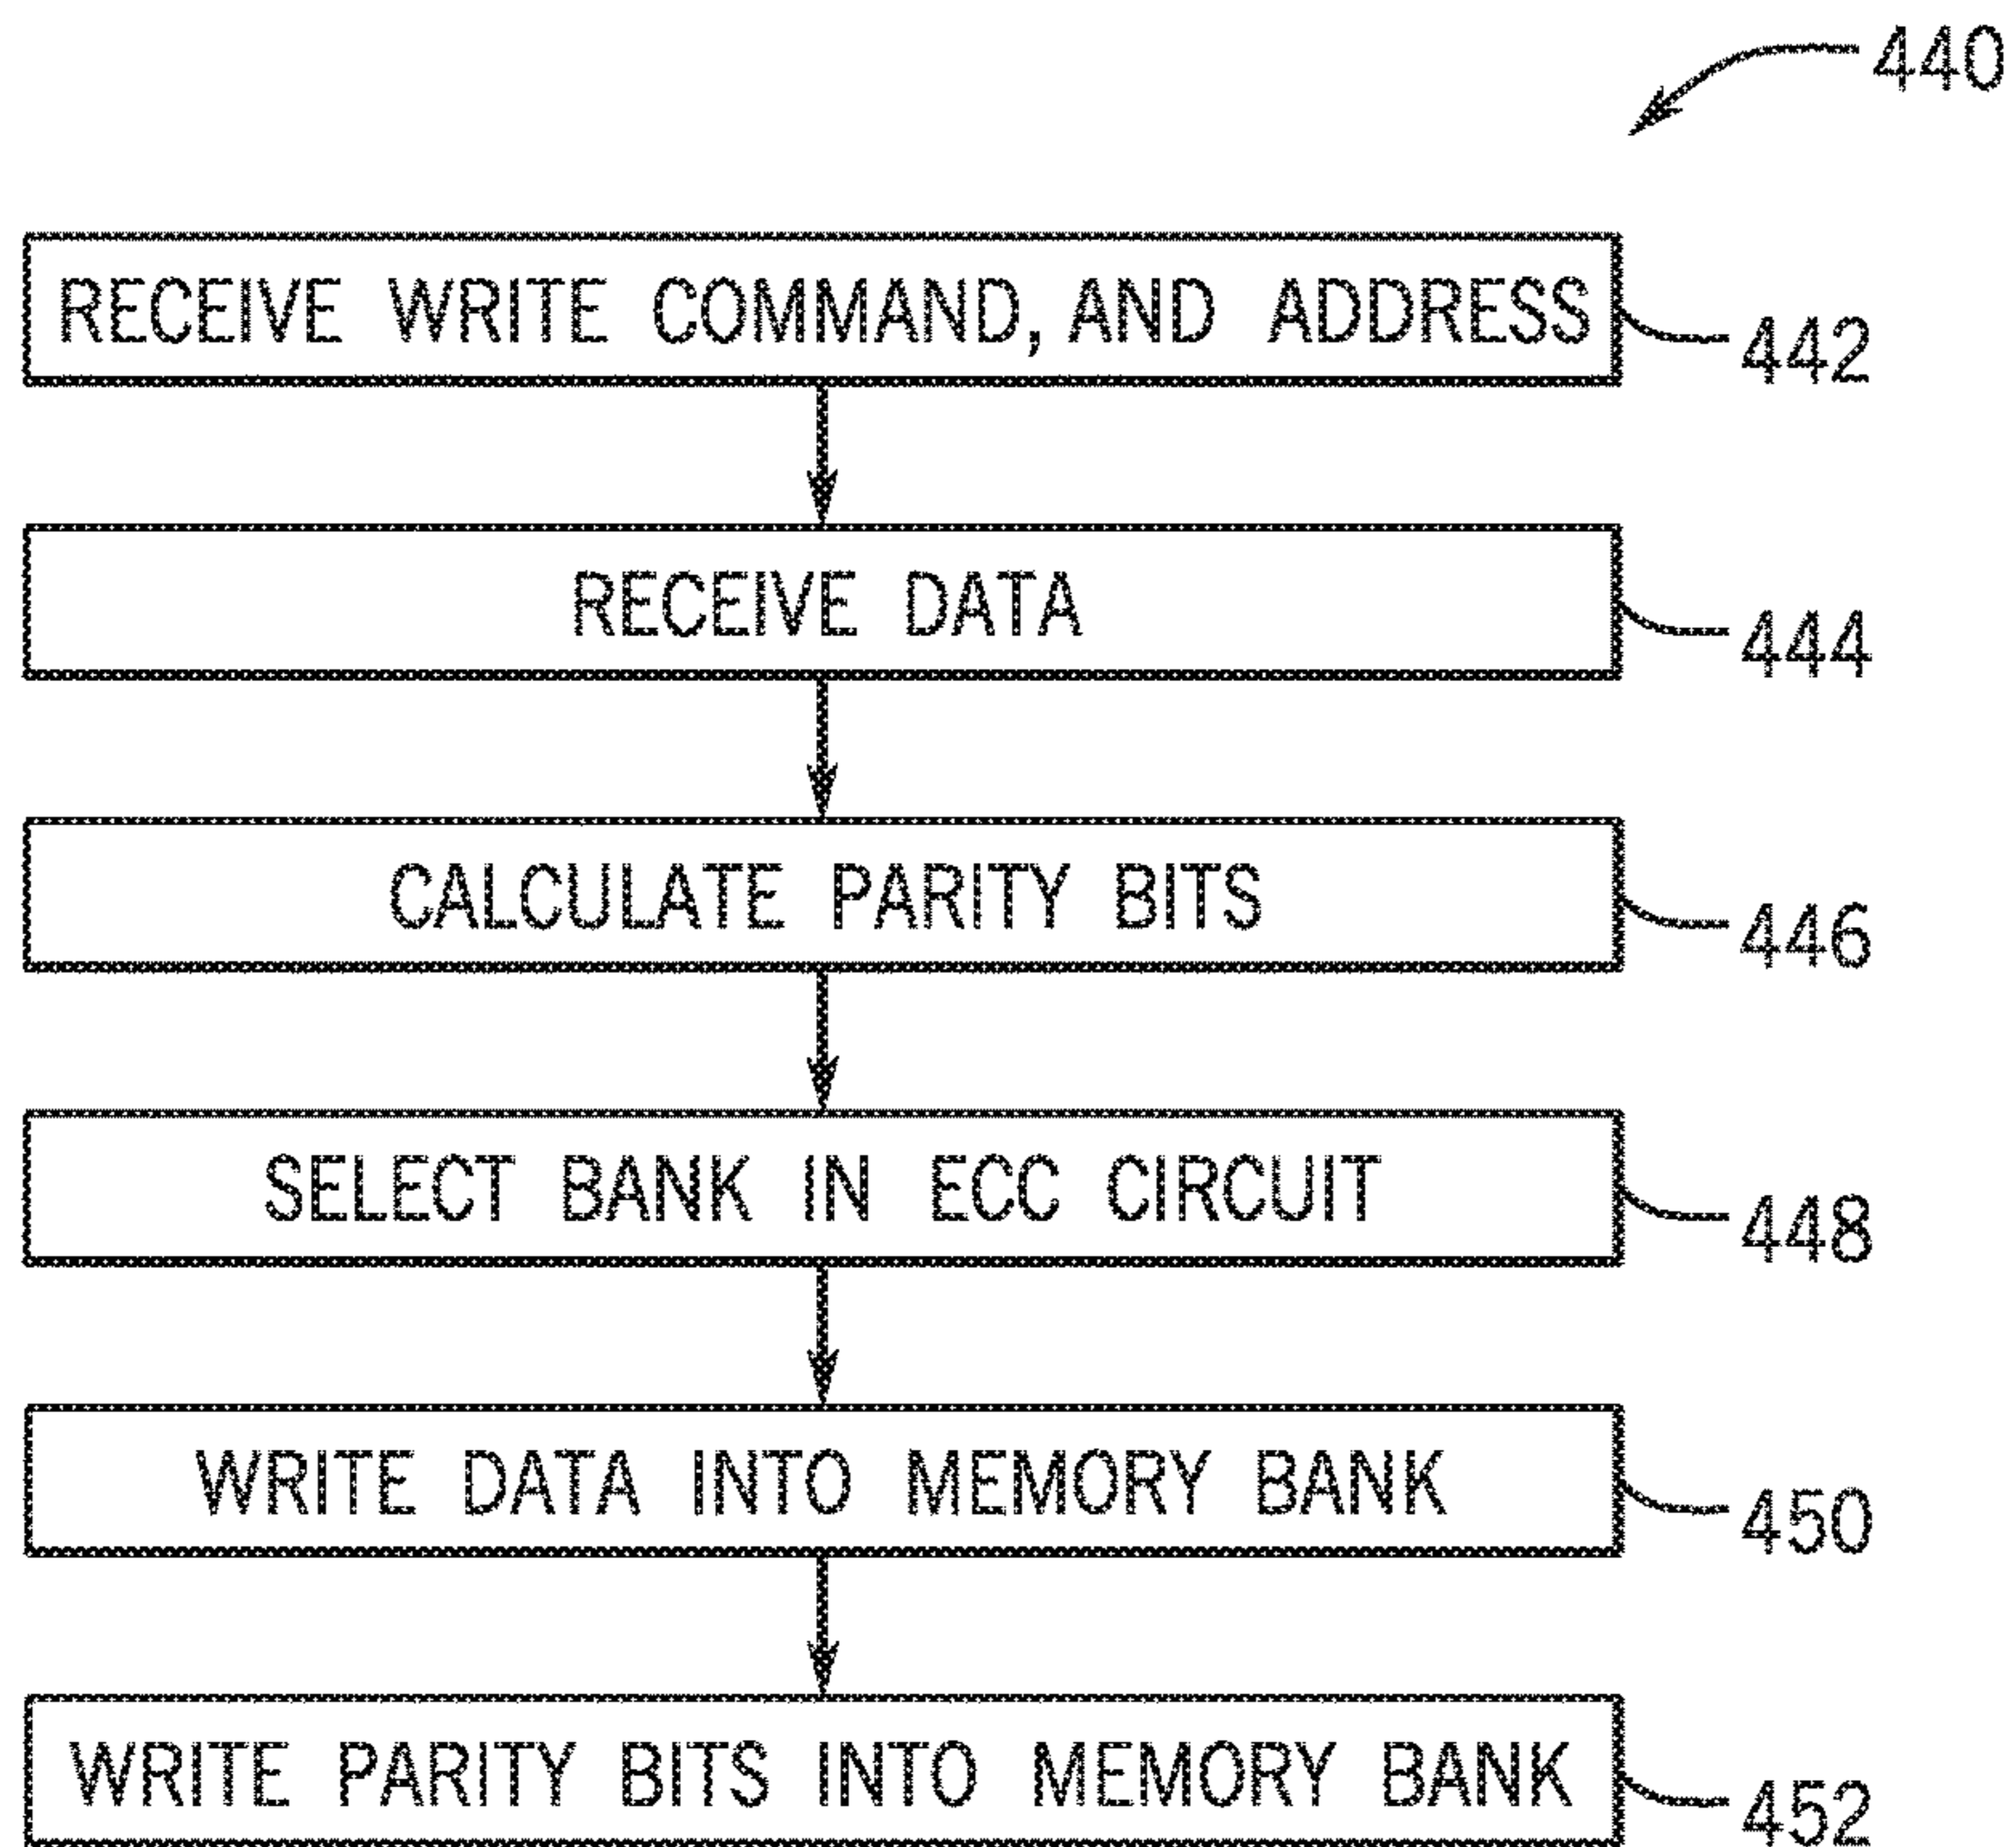 440
RECEIVE WRITE COMMAND, AND ADDRESS
442
RECEIVE DATA
444
CALCULATE PARITY BITS
446
SELECT BANK IN ECC CIRCUIT
448
WRITE DATA INTO MEMORY BANK
450
WRITE PARITY BITS INTO MEMORY BANK
452